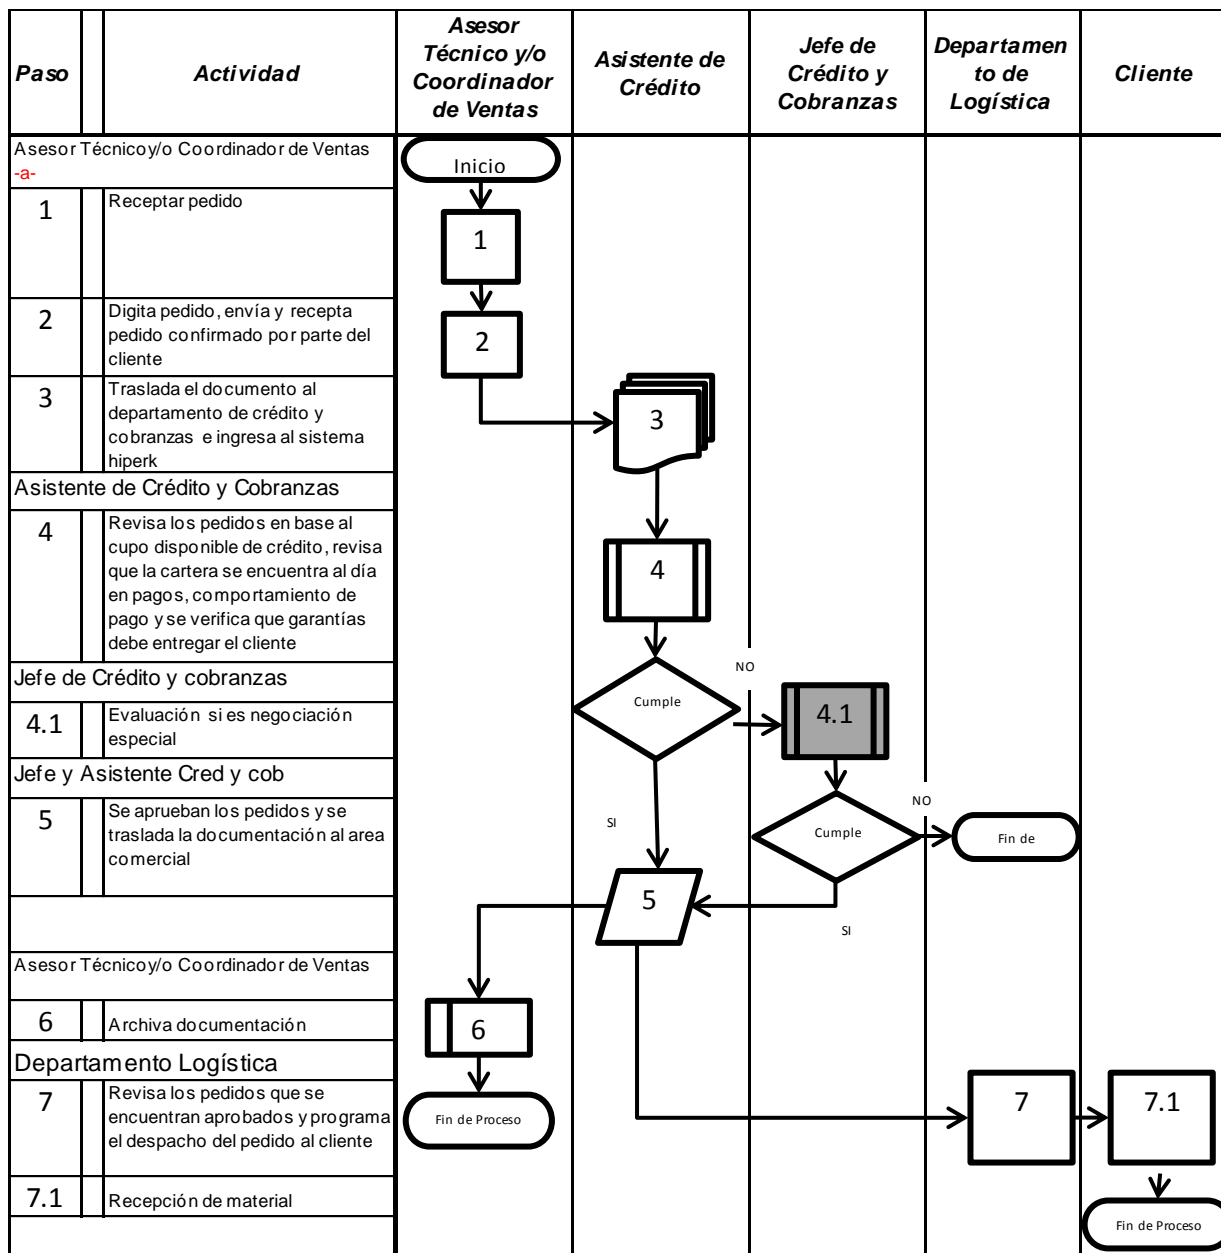 Paso
Actividad
Asesor
Técnico y/o
Coordinador
de Ventas
Asistente de
Crédito
Jefe de
Crédito y
Cobranzas
Departamen
to de
Logística
Cliente
Asesor Técnico y/o Coordinador de Ventas
-a-
Inicio
1
Receptar pedido
1
2
Digita pedido, envía y recepta
pedido confirmado por parte del
cliente
2
3
Traslada el documento al
departamento de crédito y
cobranzas e ingresa al sistema
hiperk
3
Asistente de Crédito y Cobranzas
4
Revisa los pedidos en base al
cupo disponible de crédito, revisa
que la cartera se encuentra al día
en pagos, comportamiento de
pago y se verifica que garantías
debe entregar el cliente
4
Jefe de Crédito y cobranzas
Cumple
NO
4.1
Evaluación si es negociación
especial
4.1
Jefe y Asistente Cred y cob
5
Se aprueban los pedidos y se
traslada la documentación al area
comercial
SI
Cumple
NO
Fin de
5
SI
Asesor Técnico y/o Coordinador de Ventas
6
Archiva documentación
6
Departamento Logística
7
Revisa los pedidos que se
encuentran aprobados y programa
el despacho del pedido al cliente
Fin de Proceso
7
7.1
7.1
Recepción de material
Fin de Proceso